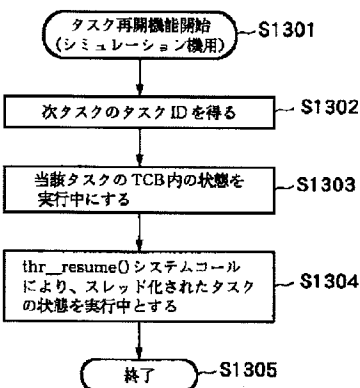 タスク再開機能開始
(シミュレーション機用)
S1301
次タスクのタスクIDを得る
S1302
当該タスクのTCB内の状態を
実行中にする
S1303
thr__resume()システムコール
により、スレッド化されたタスク
の状態を実行中とする
S1304
終了
S1305